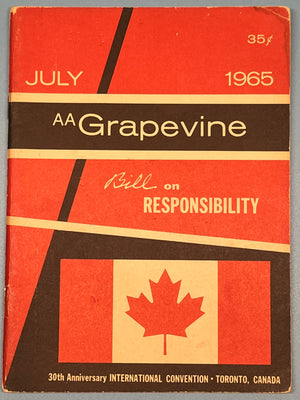 35¢
JULY 1965
AA Grapevine
Bill on
RESPONSIBILITY
30th Anniversary INTERNATIONAL CONVENTION • TORONTO, CANADA